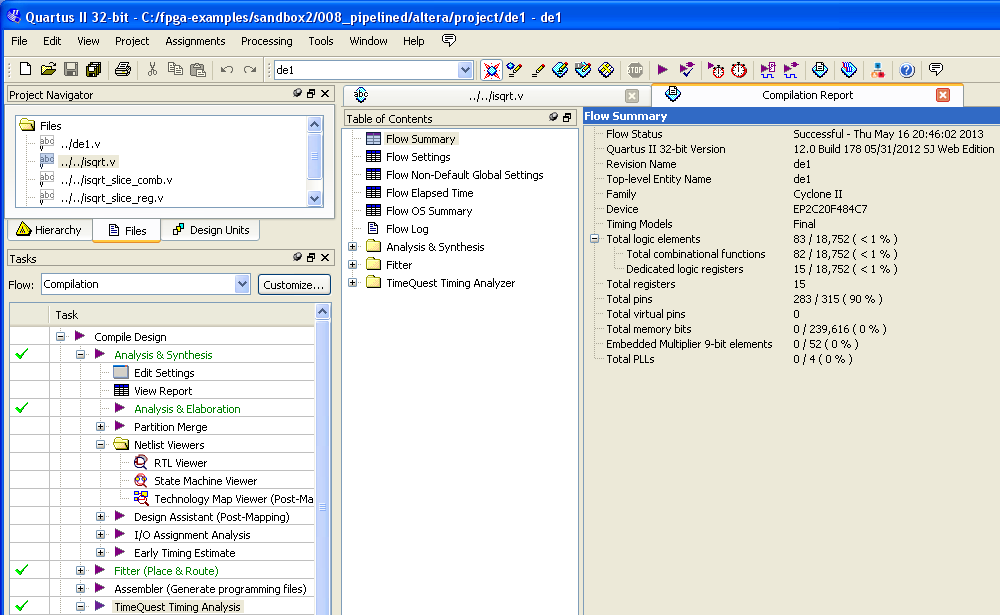 Quartus II 32-bit - C:/fpga-examples/sandbox2/008_pipelined/altera/project/de1 - de1
File Edit View Project Assignments Processing Tools Window Help
de1
STOP
Project Navigator
Files
abc ../de1.v
abc ../../isqrt.v
abc ../../isqrt_slice_comb.v
abc ../../isqrt_slice_reg.v
Hierarchy Files Design Units
Tasks
Flow: Compilation Customize...
Task
Compile Design
Analysis & Synthesis
Edit Settings
View Report
Analysis & Elaboration
Partition Merge
Netlist Viewers
RTL Viewer
State Machine Viewer
Technology Map Viewer (Post-Ma
Design Assistant (Post-Mapping)
I/O Assignment Analysis
Early Timing Estimate
Fitter (Place & Route)
Assembler (Generate programming files)
TimeQuest Timing Analysis
abc ../../isqrt.v
Compilation Report
Table of Contents
Flow Summary
Flow Settings
Flow Non-Default Global Settings
Flow Elapsed Time
Flow OS Summary
Flow Log
Analysis & Synthesis
Fitter
TimeQuest Timing Analyzer
Flow Summary
Flow Status Successful - Thu May 16 20:46:02 2013
Quartus II 32-bit Version 12.0 Build 178 05/31/2012 SJ Web Edition
Revision Name de1
Top-level Entity Name de1
Family Cyclone II
Device EP2C20F484C7
Timing Models Final
Total logic elements 83 / 18,752 ( < 1 % )
Total combinational functions 82 / 18,752 ( < 1 % )
Dedicated logic registers 15 / 18,752 ( < 1 % )
Total registers 15
Total pins 283 / 315 ( 90 % )
Total virtual pins 0
Total memory bits 0 / 239,616 ( 0 % )
Embedded Multiplier 9-bit elements 0 / 52 ( 0 % )
Total PLLs 0 / 4 ( 0 % )